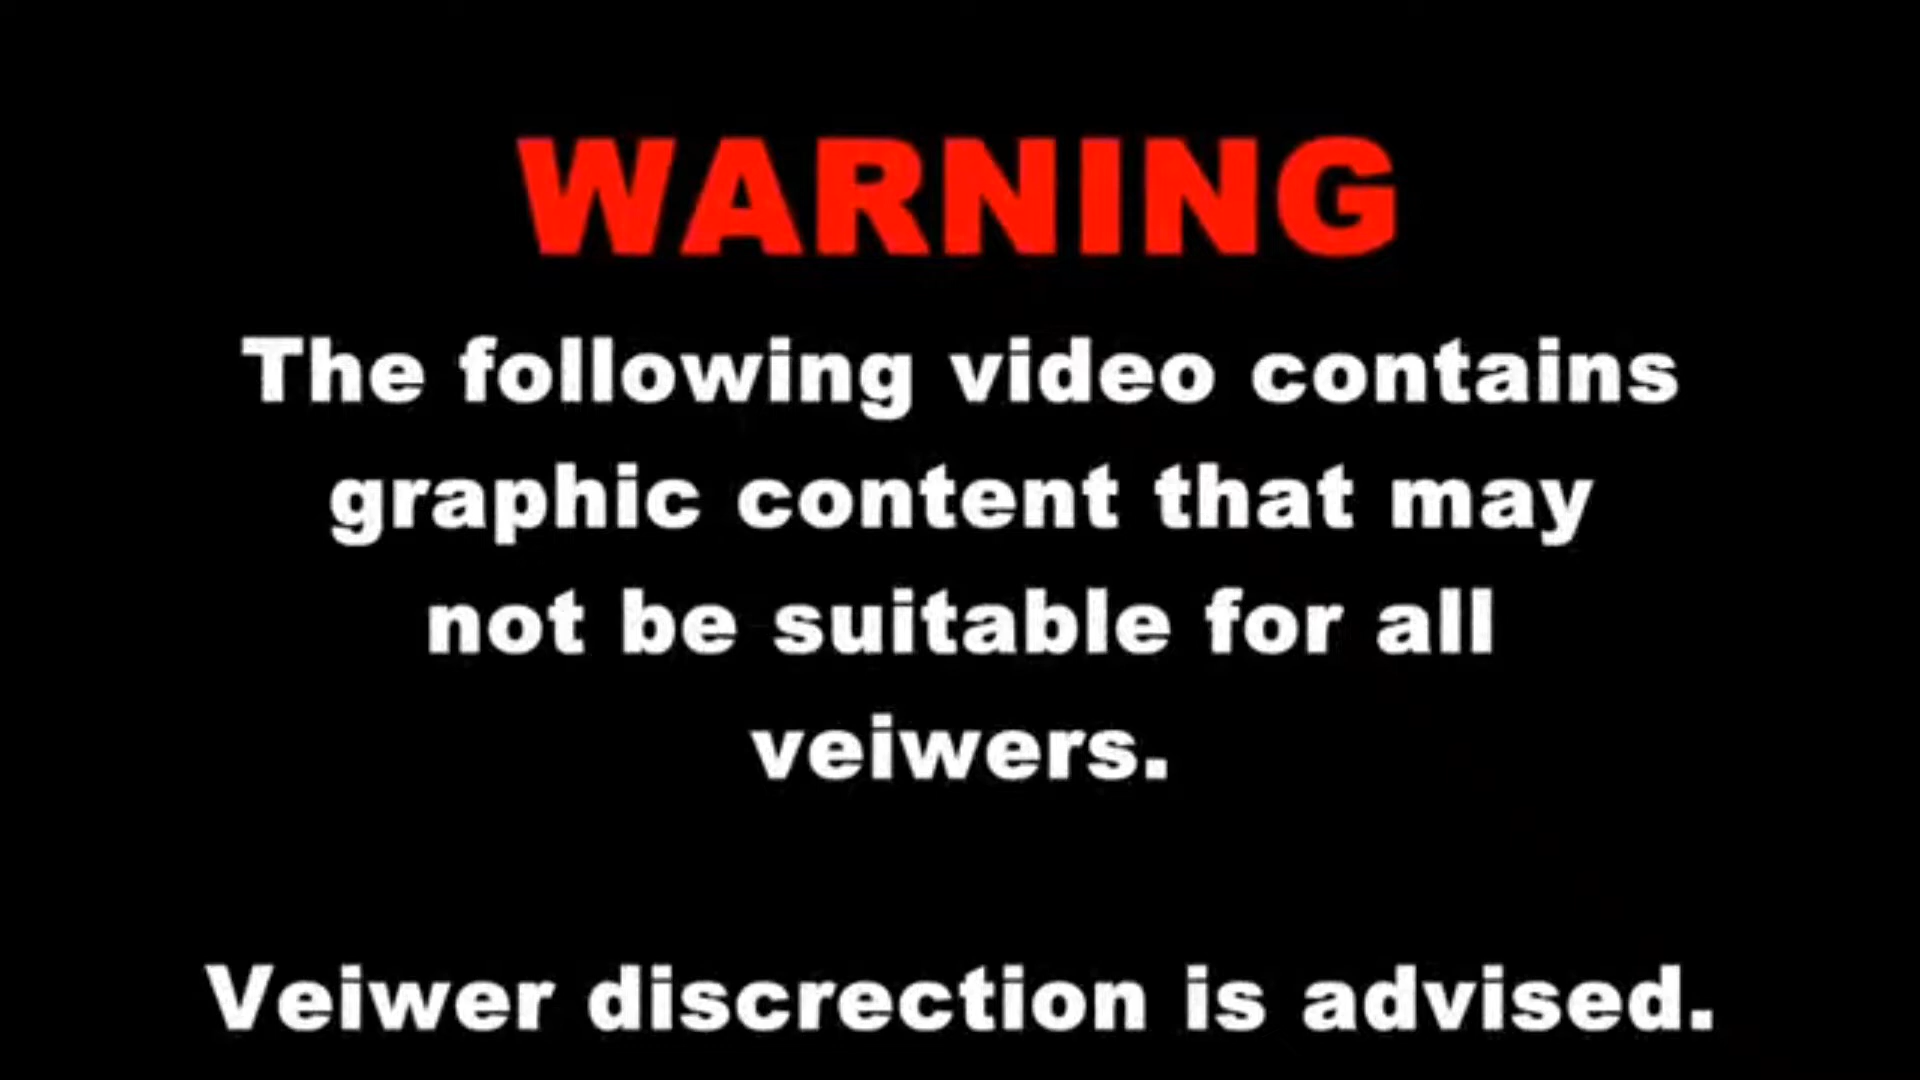 WARNING
The following video contains
graphic content that may
not be suitable for all
veiwers.
Veiwer discrection is advised.